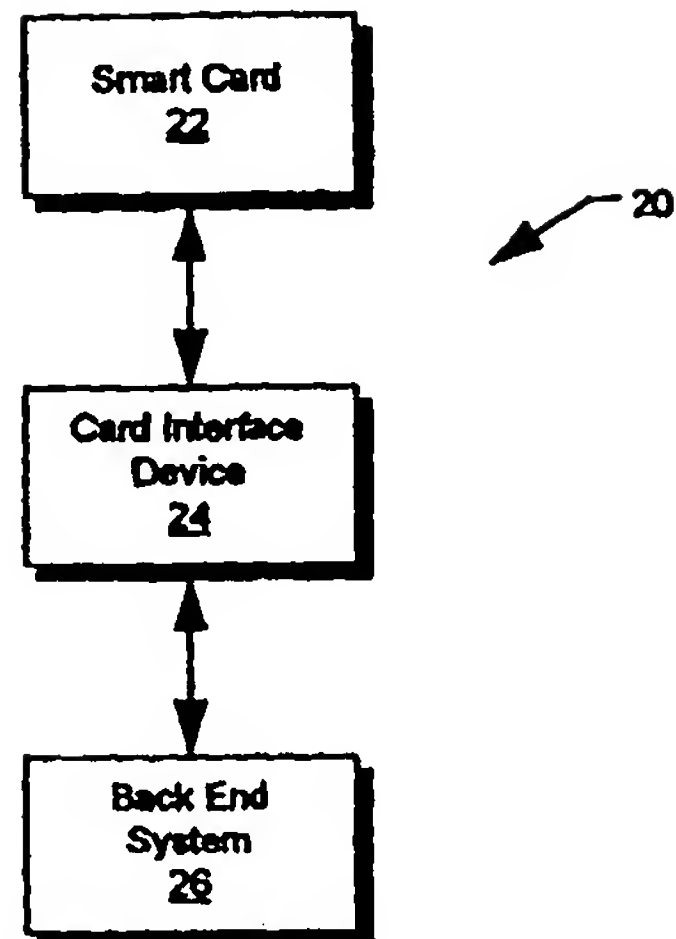 Smart Card
22
20
Card Interface
Device
24
Back End
System
26